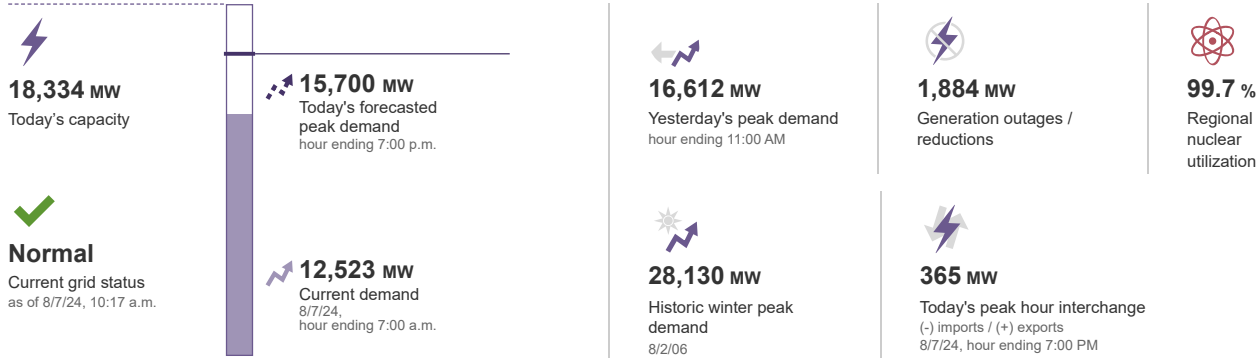 18,334 MW
Today's capacity
15,700 MW
Today's forecasted
peak demand
hour ending 7:00 p.m.
Normal
Current grid status
as of 8/7/24, 10:17 a.m.
12,523 MW
Current demand
8/7/24,
hour ending 7:00 a.m.
16,612 MW
Yesterday's peak demand
hour ending 11:00 AM
1,884 MW
Generation outages /
reductions
99.7 %
Regional
nuclear
utilization
28,130 MW
Historic winter peak
demand
8/2/06
365 MW
Today's peak hour interchange
(-) imports / (+) exports
8/7/24, hour ending 7:00 PM